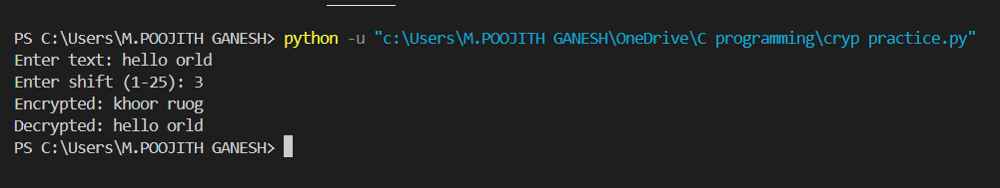 PS C:\Users\M.POOJITH GANESH> python -u "c:\Users\M.POOJITH GANESH\OneDrive\C programming\cryp practice.py"
Enter text: hello orld
Enter shift (1-25): 3
Encrypted: khoor ruog
Decrypted: hello orld
PS C:\Users\M.POOJITH GANESH>